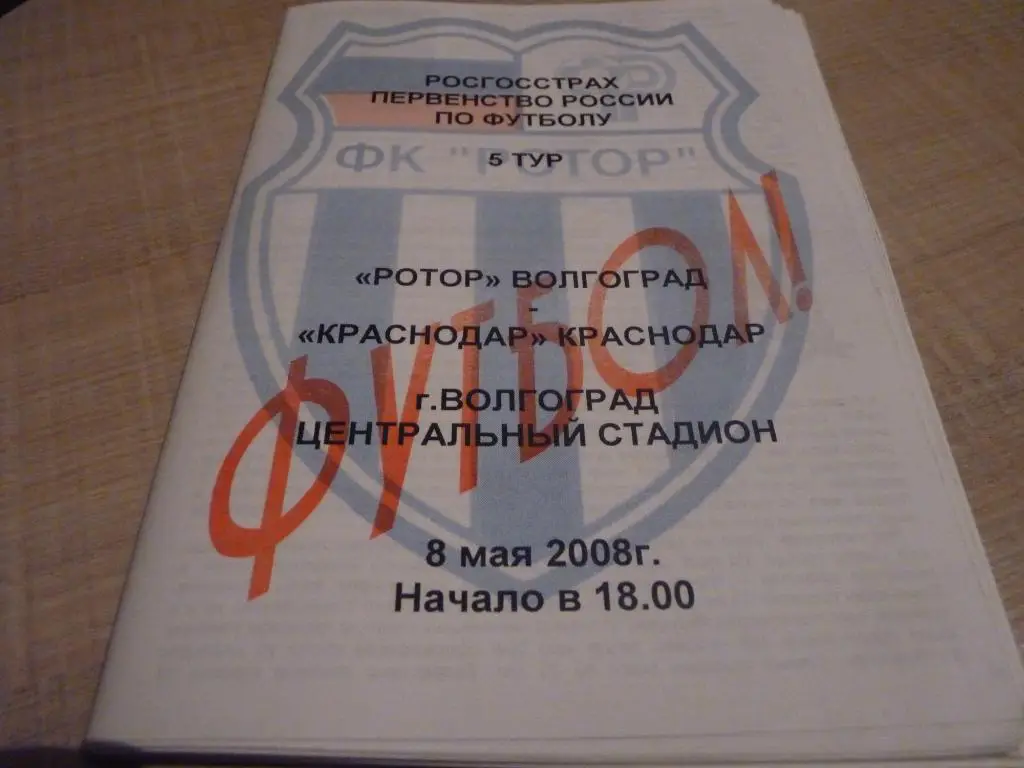 РОСГОССТРАХ
ПЕРВЕНСТВО РОССИИ
ПО ФУТБОЛУ
5 ТУР
ФК "РОТОР"
«РОТОР» ВОЛГОГРАД
-
«КРАСНОДАР» КРАСНОДАР
ФУТБОЛ!
г.ВОЛГОГРАД
ЦЕНТРАЛЬНЫЙ СТАДИОН
8 мая 2008г.
Начало в 18.00